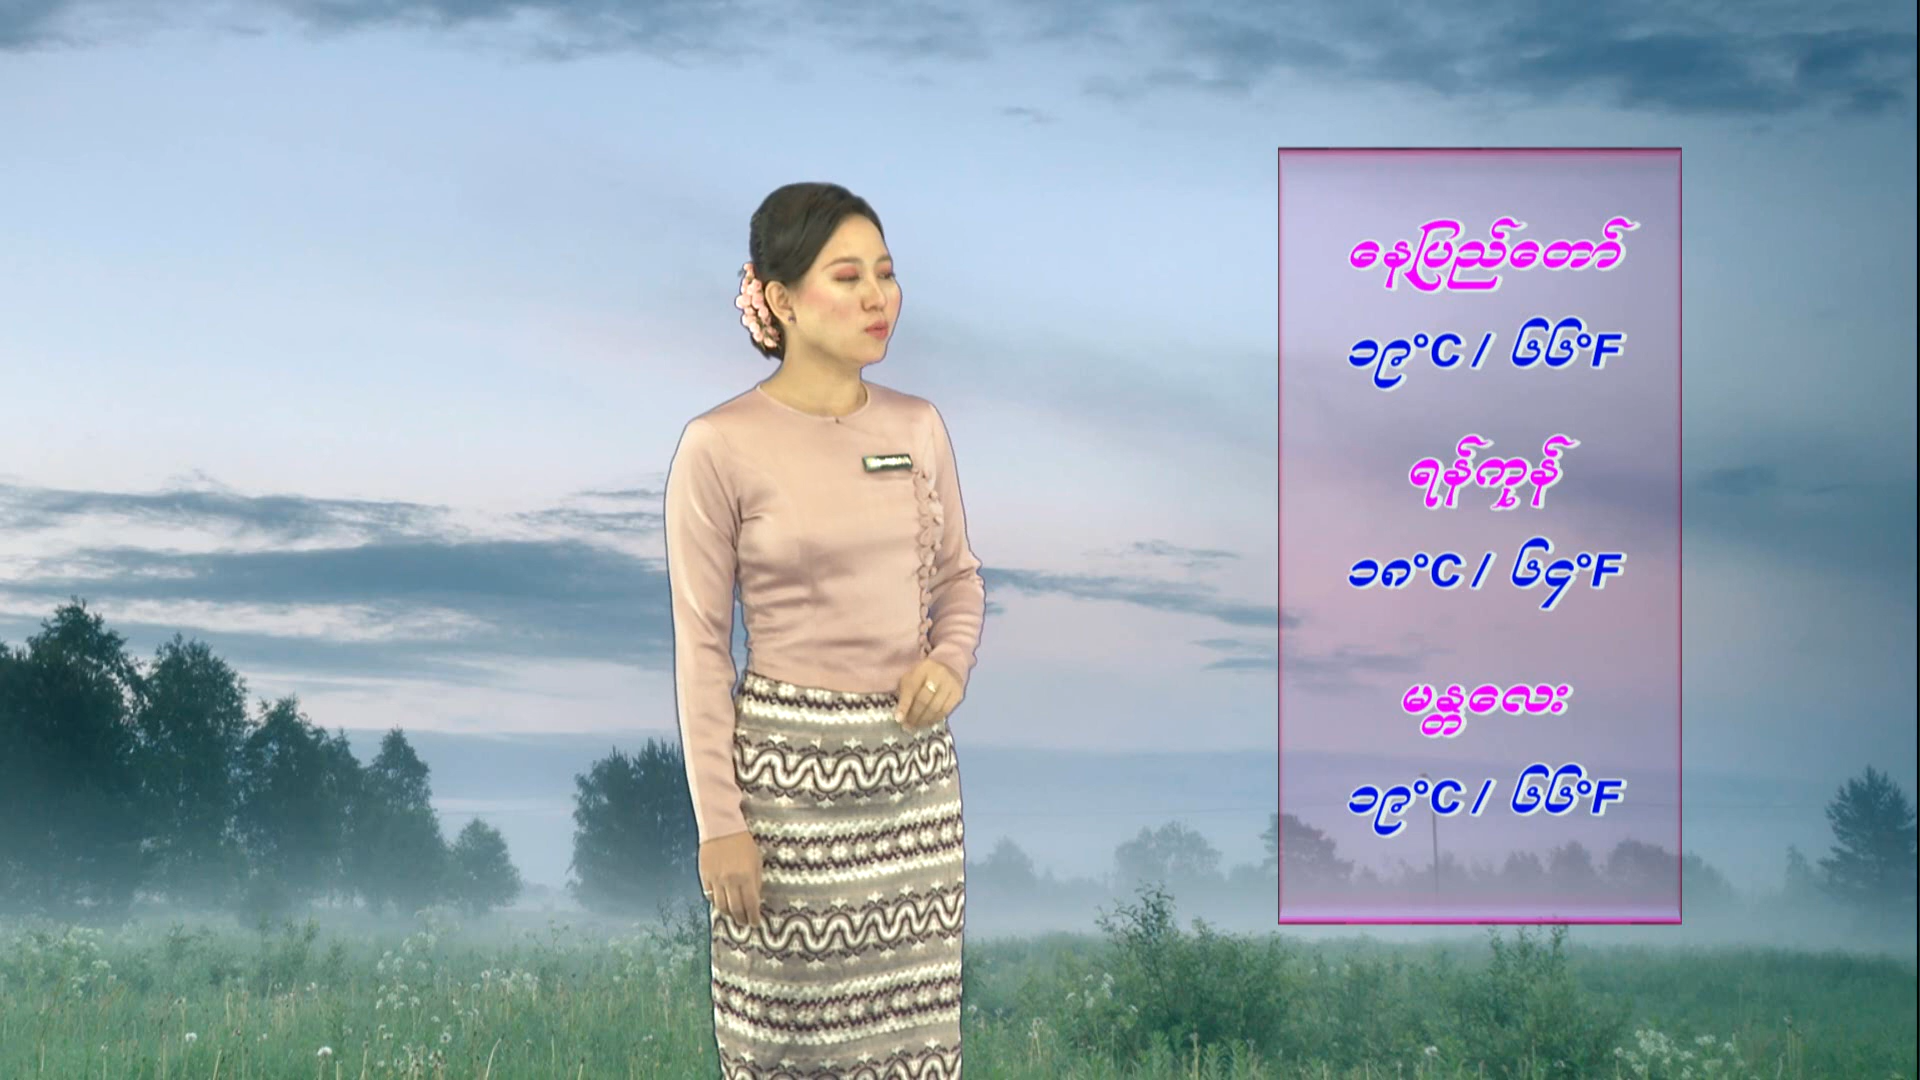 နေပြည်တော်
၁၉°C / ၆၆°F
ရန်ကုန်
၁၈°C / ၆၄°F
မန္တလေး
၁၉°C / ၆၆°F